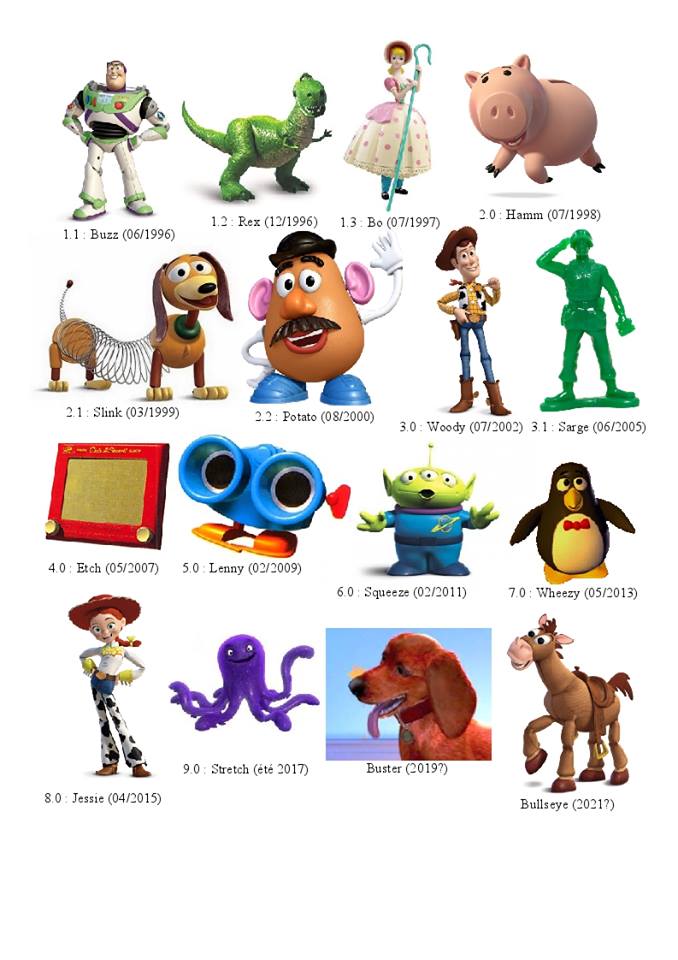 1.1 : Buzz (06/1996)
1.2 : Rex (12/1996)
1.3 : Bo (07/1997)
2.0 : Hamm (07/1998)
2.1 : Slink (03/1999)
2.2 : Potato (08/2000)
3.0 : Woody (07/2002)
3.1 : Sarge (06/2005)
4.0 : Etch (05/2007)
5.0 : Lenny (02/2009)
6.0 : Squeeze (02/2011)
7.0 : Wheezy (05/2013)
8.0 : Jessie (04/2015)
9.0 : Stretch (été 2017)
Buster (2019?)
Bullseye (2021?)